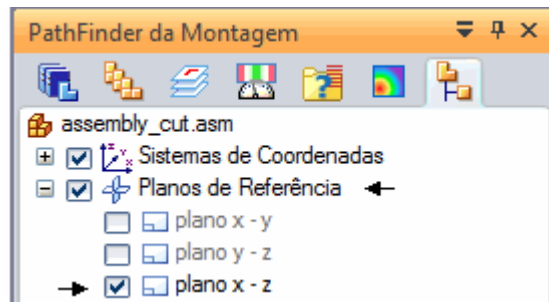 PathFinder da Montagem
assembly_cut.asm
Sistemas de Coordenadas
Planos de Referência
plano x - y
plano y - z
plano x - z